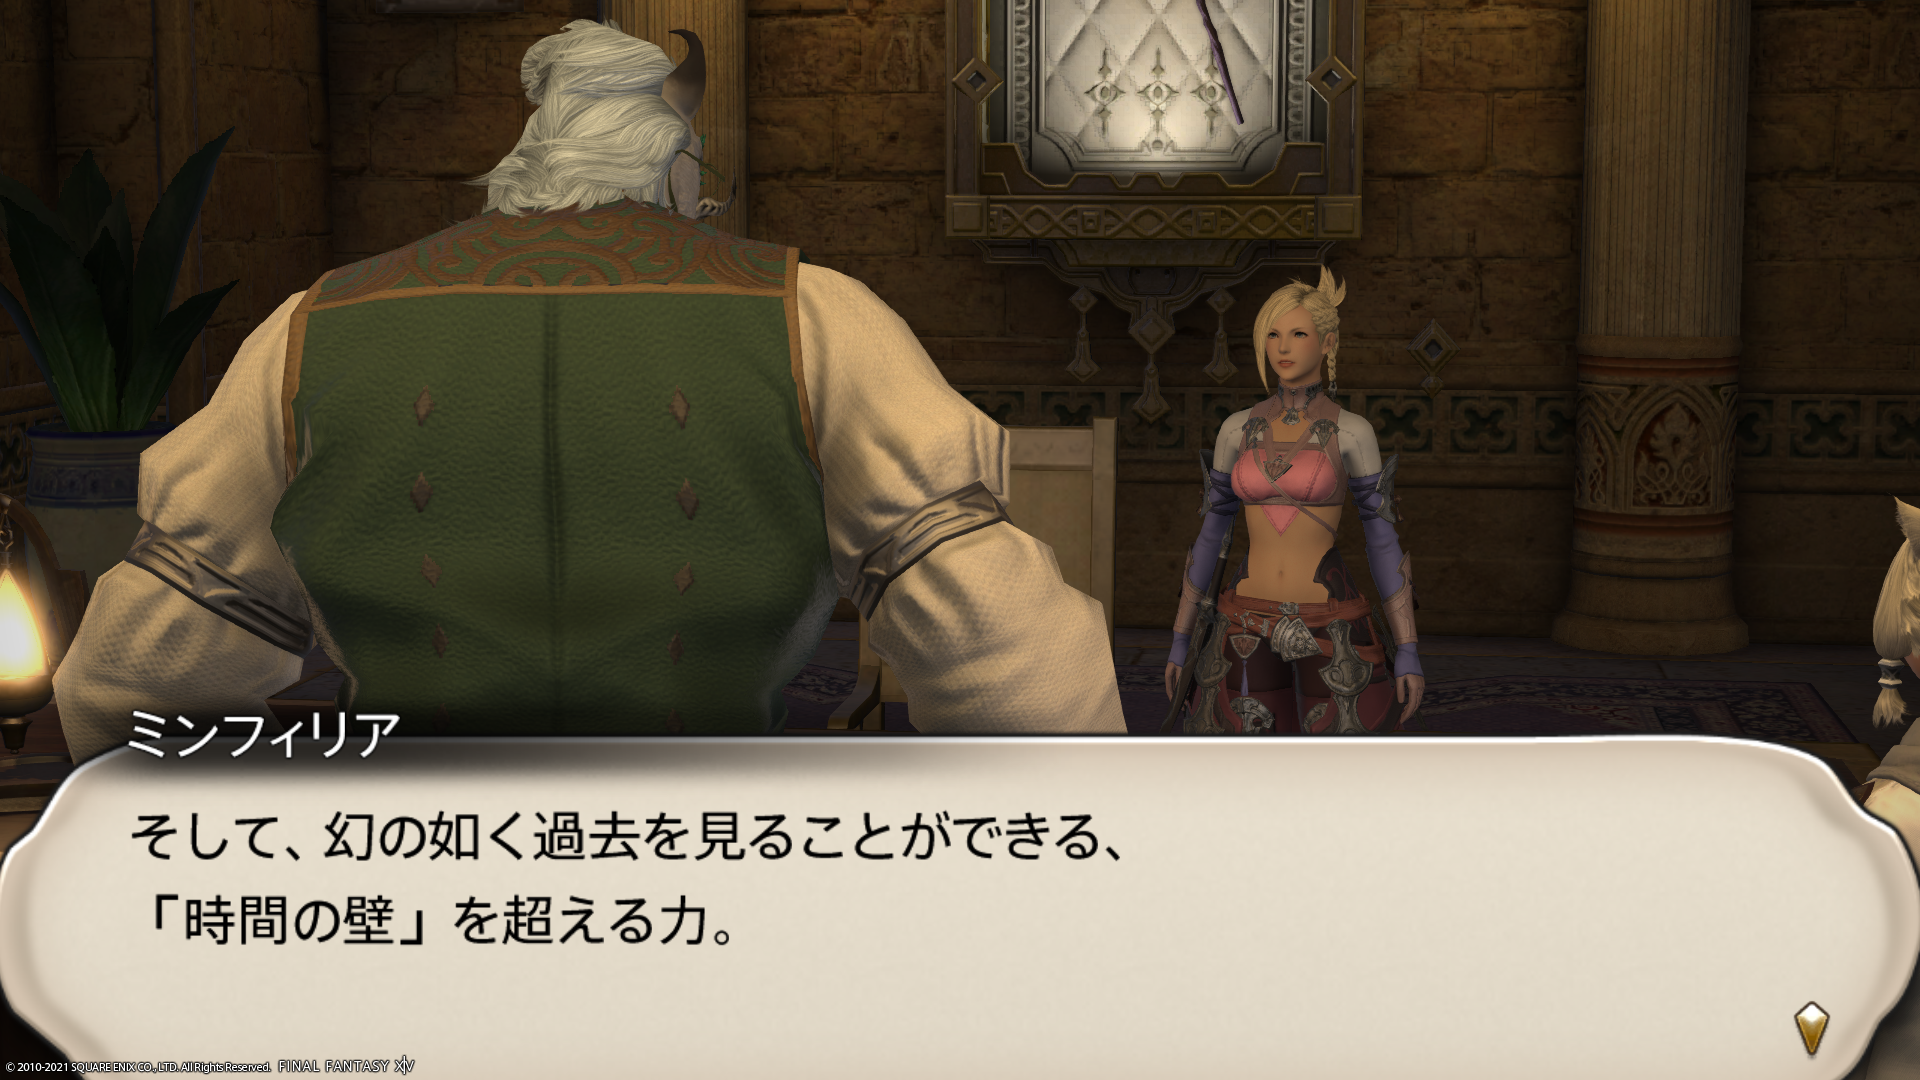 ミンフィリア
そして、幻の如く過去を見ることができる、
「時間の壁」を超える力。
© 2010-2021 SQUARE ENIX CO., LTD. All Rights Reserved. FINAL FANTASY XIV